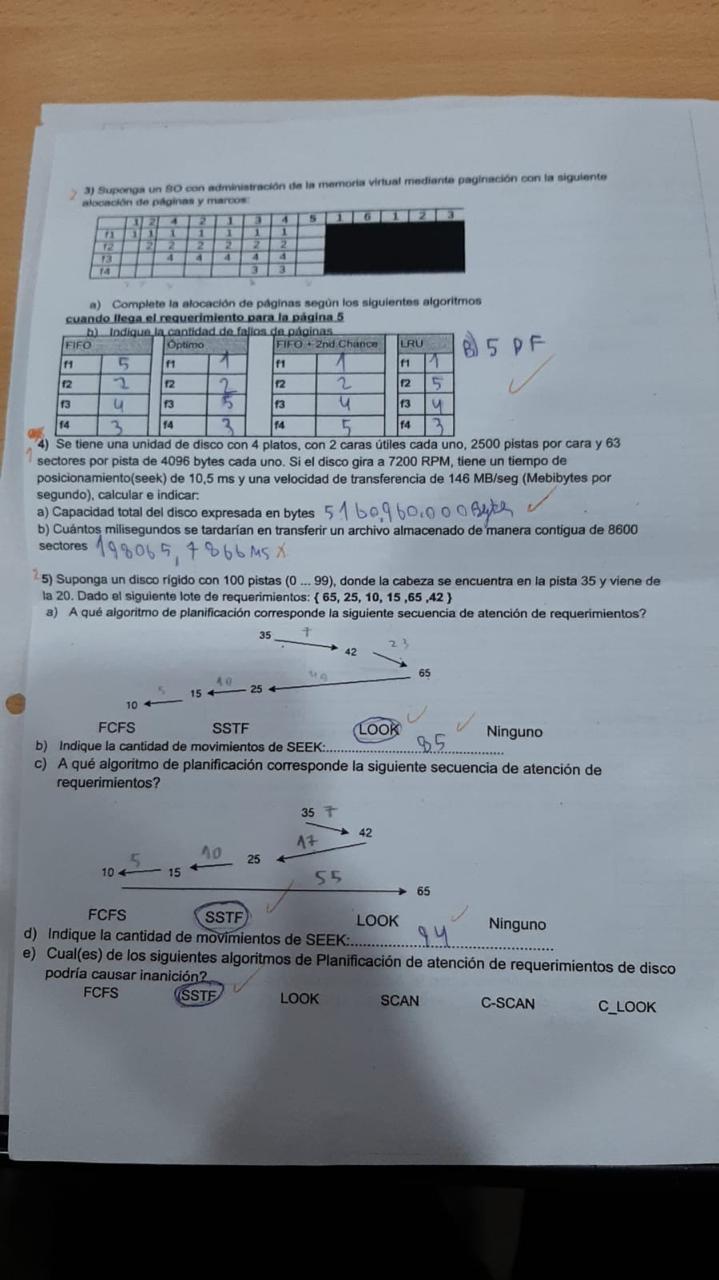 2
3) Suponga un SO con administración de la memoria virtual mediante paginación con la siguiente
alocación de páginas y marcos:
1 2 4 2 1 3 4 5 1 6 1 2 3
f1 1 1 1 1 1 1 1
f2 2 2 2 2 2 2
f3 4 4 4 4 4
f4 3 3
a) Complete la alocación de páginas según los siguientes algoritmos
cuando llega el requerimiento para la página 5
b) Indique la cantidad de fallos de páginas
FIFO Óptimo FIFO + 2nd Chance LRU B) 5 PF
f1 5 f1 1 f1 1 f1 1
f2 2 f2 2 f2 2 f2 5
f3 4 f3 5 f3 4 f3 4
f4 3 f4 3 f4 5 f4 3
4) Se tiene una unidad de disco con 4 platos, con 2 caras útiles cada uno, 2500 pistas por cara y 63
1
sectores por pista de 4096 bytes cada uno. Si el disco gira a 7200 RPM, tiene un tiempo de
posicionamiento(seek) de 10,5 ms y una velocidad de transferencia de 146 MB/seg (Mebibytes por
segundo), calcular e indicar:
a) Capacidad total del disco expresada en bytes 5160.960.000 Bytes
b) Cuántos milisegundos se tardarían en transferir un archivo almacenado de manera contigua de 8600
sectores 198065,7866 MS X
2
5) Suponga un disco rígido con 100 pistas (0 ... 99), donde la cabeza se encuentra en la pista 35 y viene de
la 20. Dado el siguiente lote de requerimientos: { 65, 25, 10, 15 ,65 ,42 }
a) A qué algoritmo de planificación corresponde la siguiente secuencia de atención de requerimientos?
35 7 42 23
65
40
25
10
15
5
10
FCFS SSTF LOOK Ninguno
b) Indique la cantidad de movimientos de SEEK:............ 85
c) A qué algoritmo de planificación corresponde la siguiente secuencia de atención de
requerimientos?
35 7
42
17
25
10
15
5
10
55
65
FCFS SSTF LOOK Ninguno
d) Indique la cantidad de movimientos de SEEK:............ 94
e) Cual(es) de los siguientes algoritmos de Planificación de atención de requerimientos de disco
podría causar inanición?
FCFS SSTF LOOK SCAN C-SCAN C_LOOK